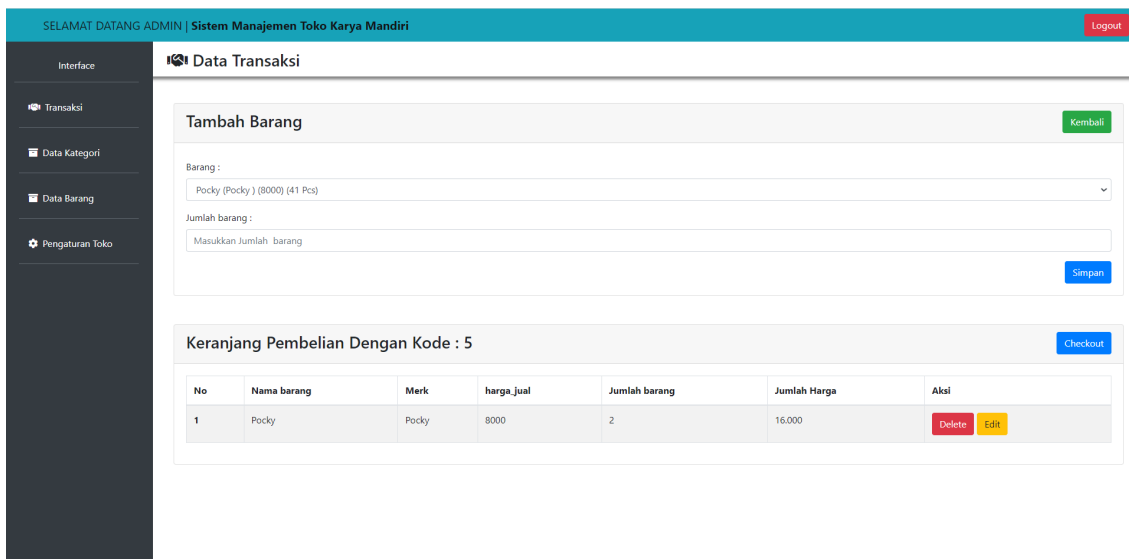 SELAMAT DATANG ADMIN | Sistem Manajemen Toko Karya Mandiri
Logout
Interface
Data Transaksi
Transaksi
Tambah Barang
Kembali
Data Kategori
Barang :
Pocky (Pocky ) (8000) (41 Pcs)
Data Barang
Jumlah barang :
Masukkan Jumlah barang
Pengaturan Toko
Simpan
Keranjang Pembelian Dengan Kode : 5
Checkout
No Nama barang Merk harga_jual Jumlah barang Jumlah Harga Aksi
1 Pocky Pocky 8000 2 16.000 Delete Edit